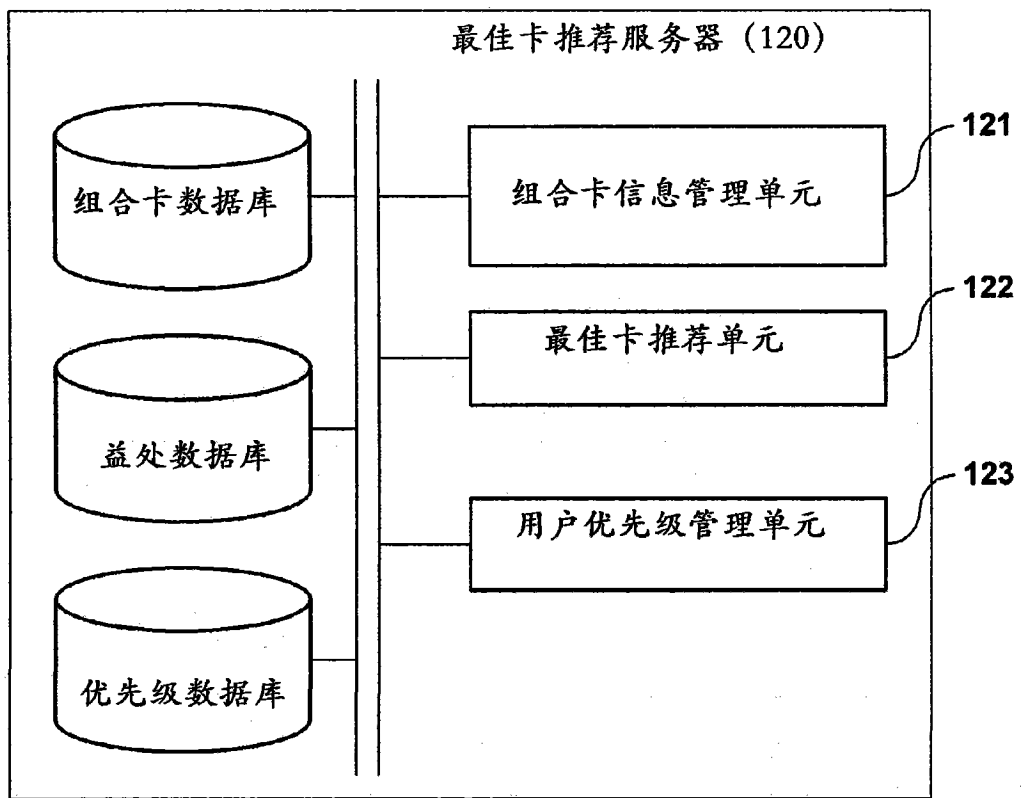 最佳卡推荐服务器 (120)
组合卡数据库
组合卡信息管理单元
121
最佳卡推荐单元
122
益处数据库
用户优先级管理单元
123
优先级数据库